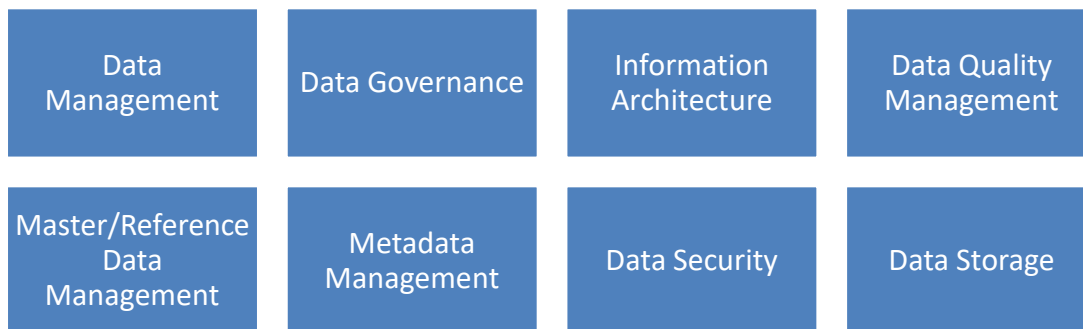 Data
Management
Data Governance
Information
Architecture
Data Quality
Management
Master/Reference
Data
Management
Metadata
Management
Data Security
Data Storage